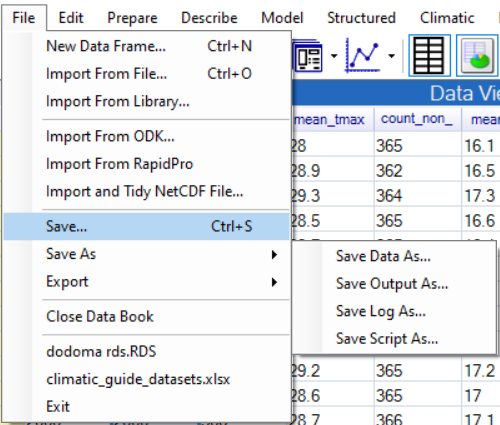 File Edit Prepare Describe Model Structured Climatic
New Data Frame... Ctrl+N
Import From File... Ctrl+O
Import From Library...
Data Vie
mean_tmax count_non_ mear
28 365 16.1
Import From ODK...
28.9 362 16.5
Import From RapidPro
29.3 364 17.3
Import and Tidy NetCDF File...
28.5 365 16.6
Save... Ctrl+S
Save As
Export
Save Data As...
Save Output As...
Save Log As...
Save Script As...
Close Data Book
dodoma rds.RDS
29.2 365 17.2
climatic_guide_datasets.xlsx
28.6 365 17
Exit
28.7 366 17.1